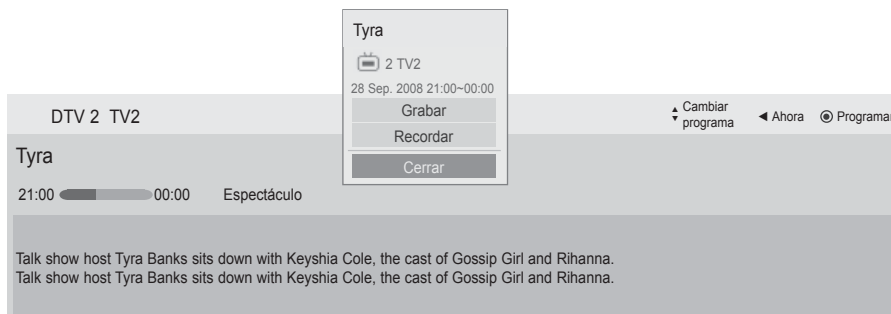 Tyra
2 TV2
28 Sep. 2008 21:00~00:00
Grabar
Recordar
Cerrar
DTV 2 TV2
Cambiar
programa
Ahora
Programar
Tyra
21:00 00:00 Espectáculo
Talk show host Tyra Banks sits down with Keyshia Cole, the cast of Gossip Girl and Rihanna.
Talk show host Tyra Banks sits down with Keyshia Cole, the cast of Gossip Girl and Rihanna.